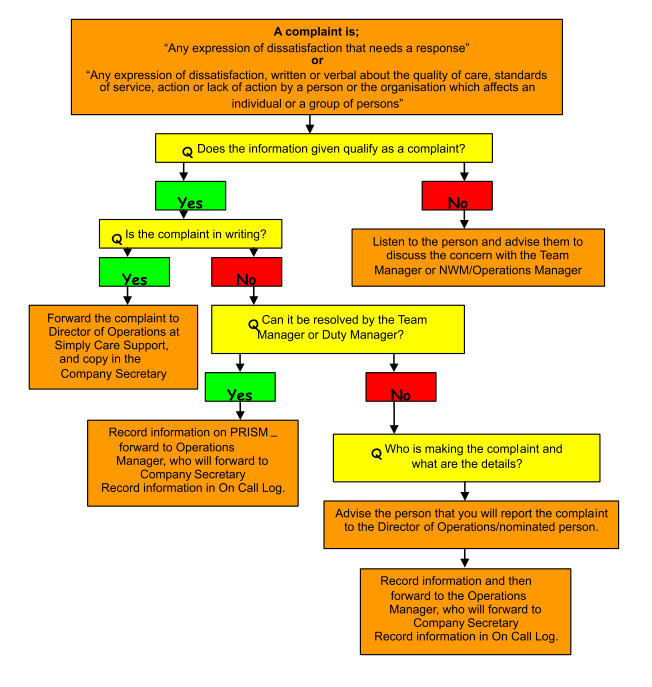 A complaint is;
“Any expression of dissatisfaction that needs a response”
or
“Any expression of dissatisfaction, written or verbal about the quality of care, standards
of service, action or lack of action by a person or the organisation which affects an
individual or a group of persons”
Q Does the information given qualify as a complaint?
Yes
No
Q Is the complaint in writing?
Listen to the person and advise them to
discuss the concern with the Team
Manager or NWM/Operations Manager
Yes
No
Forward the complaint to
Director of Operations at
Simply Care Support,
and copy in the
Company Secretary
Q Can it be resolved by the Team
Manager or Duty Manager?
Yes
No
Record information on PRISM _
forward to Operations
Manager, who will forward to
Company Secretary
Record information in On Call Log.
Q Who is making the complaint and
what are the details?
Advise the person that you will report the complaint
to the Director of Operations/nominated person.
Record information and then
forward to the Operations
Manager, who will forward to
Company Secretary
Record information in On Call Log.